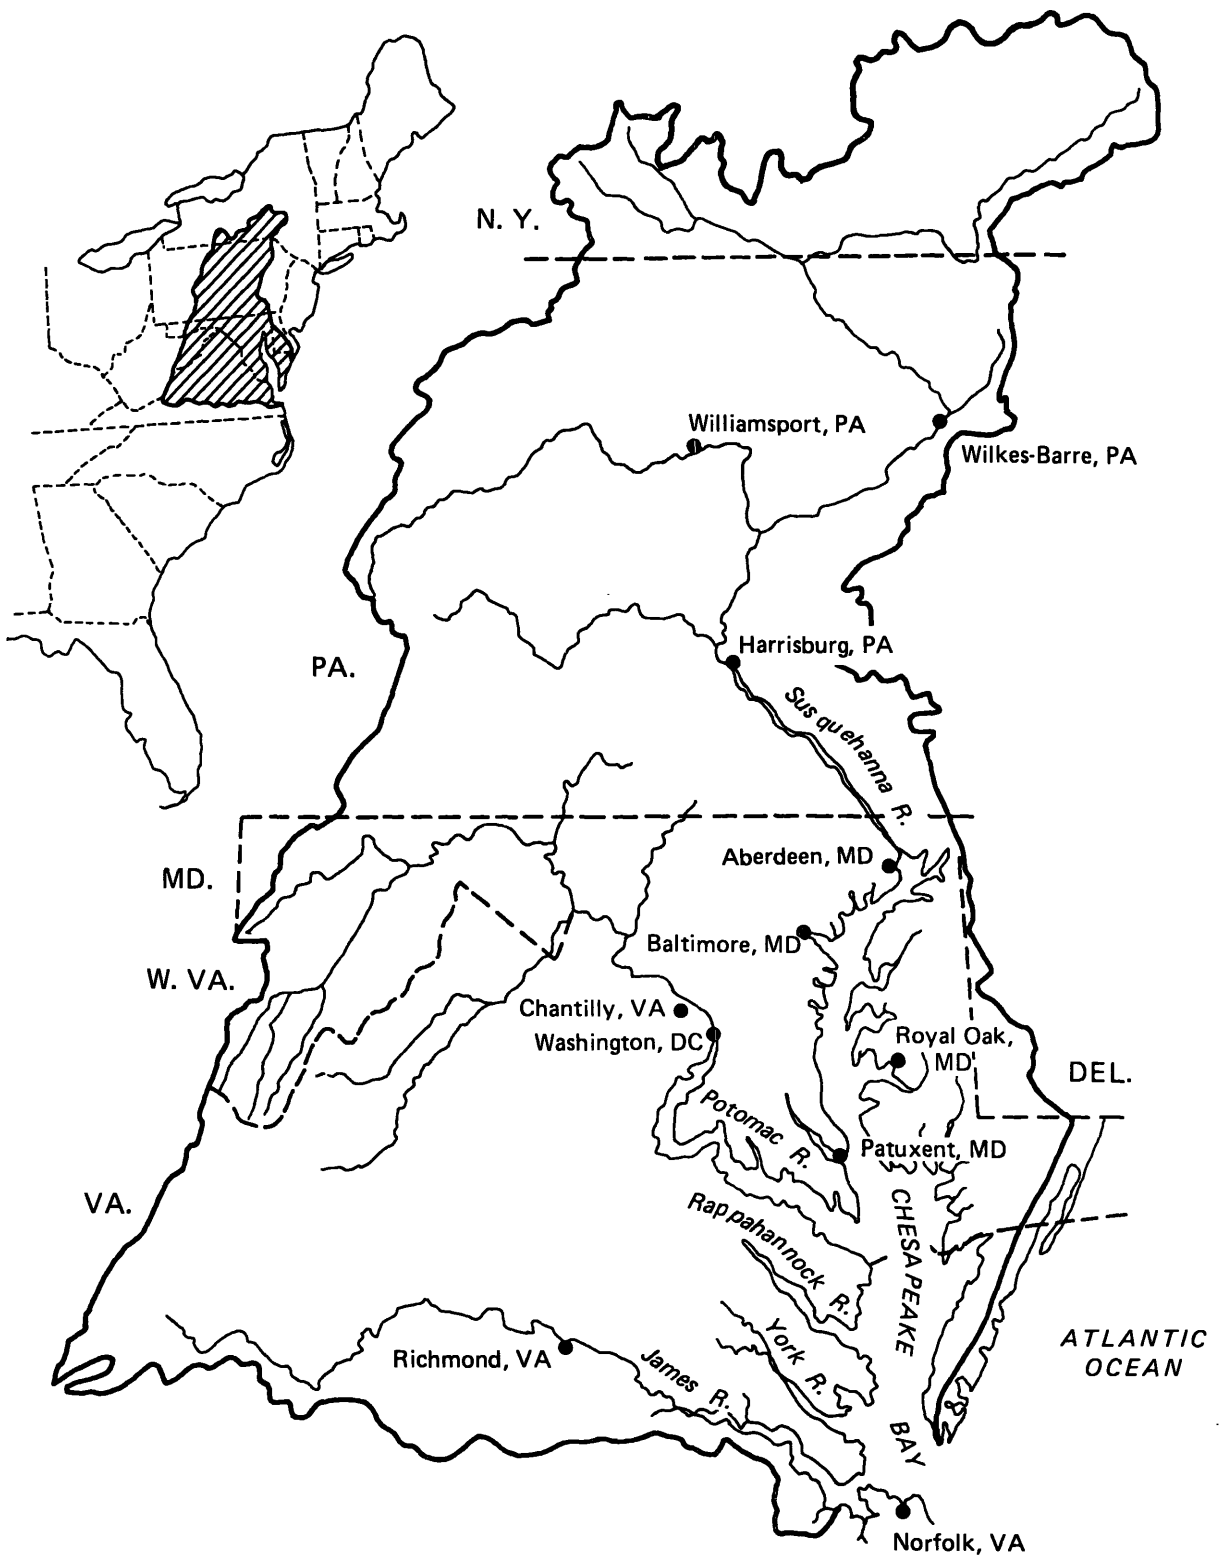 N. Y.
Williamsport, PA
Wilkes-Barre, PA
Harrisburg, PA
PA.
Susquehanna R.
Aberdeen, MD
MD.
Baltimore, MD
W. VA.
Chantilly, VA
Washington, DC
Royal Oak,
MD
DEL.
Potomac R.
Patuxent, MD
VA.
Rappahannock R.
CHESAPEAKE
BAY
York R.
ATLANTIC
OCEAN
Richmond, VA
James R.
Norfolk, VA